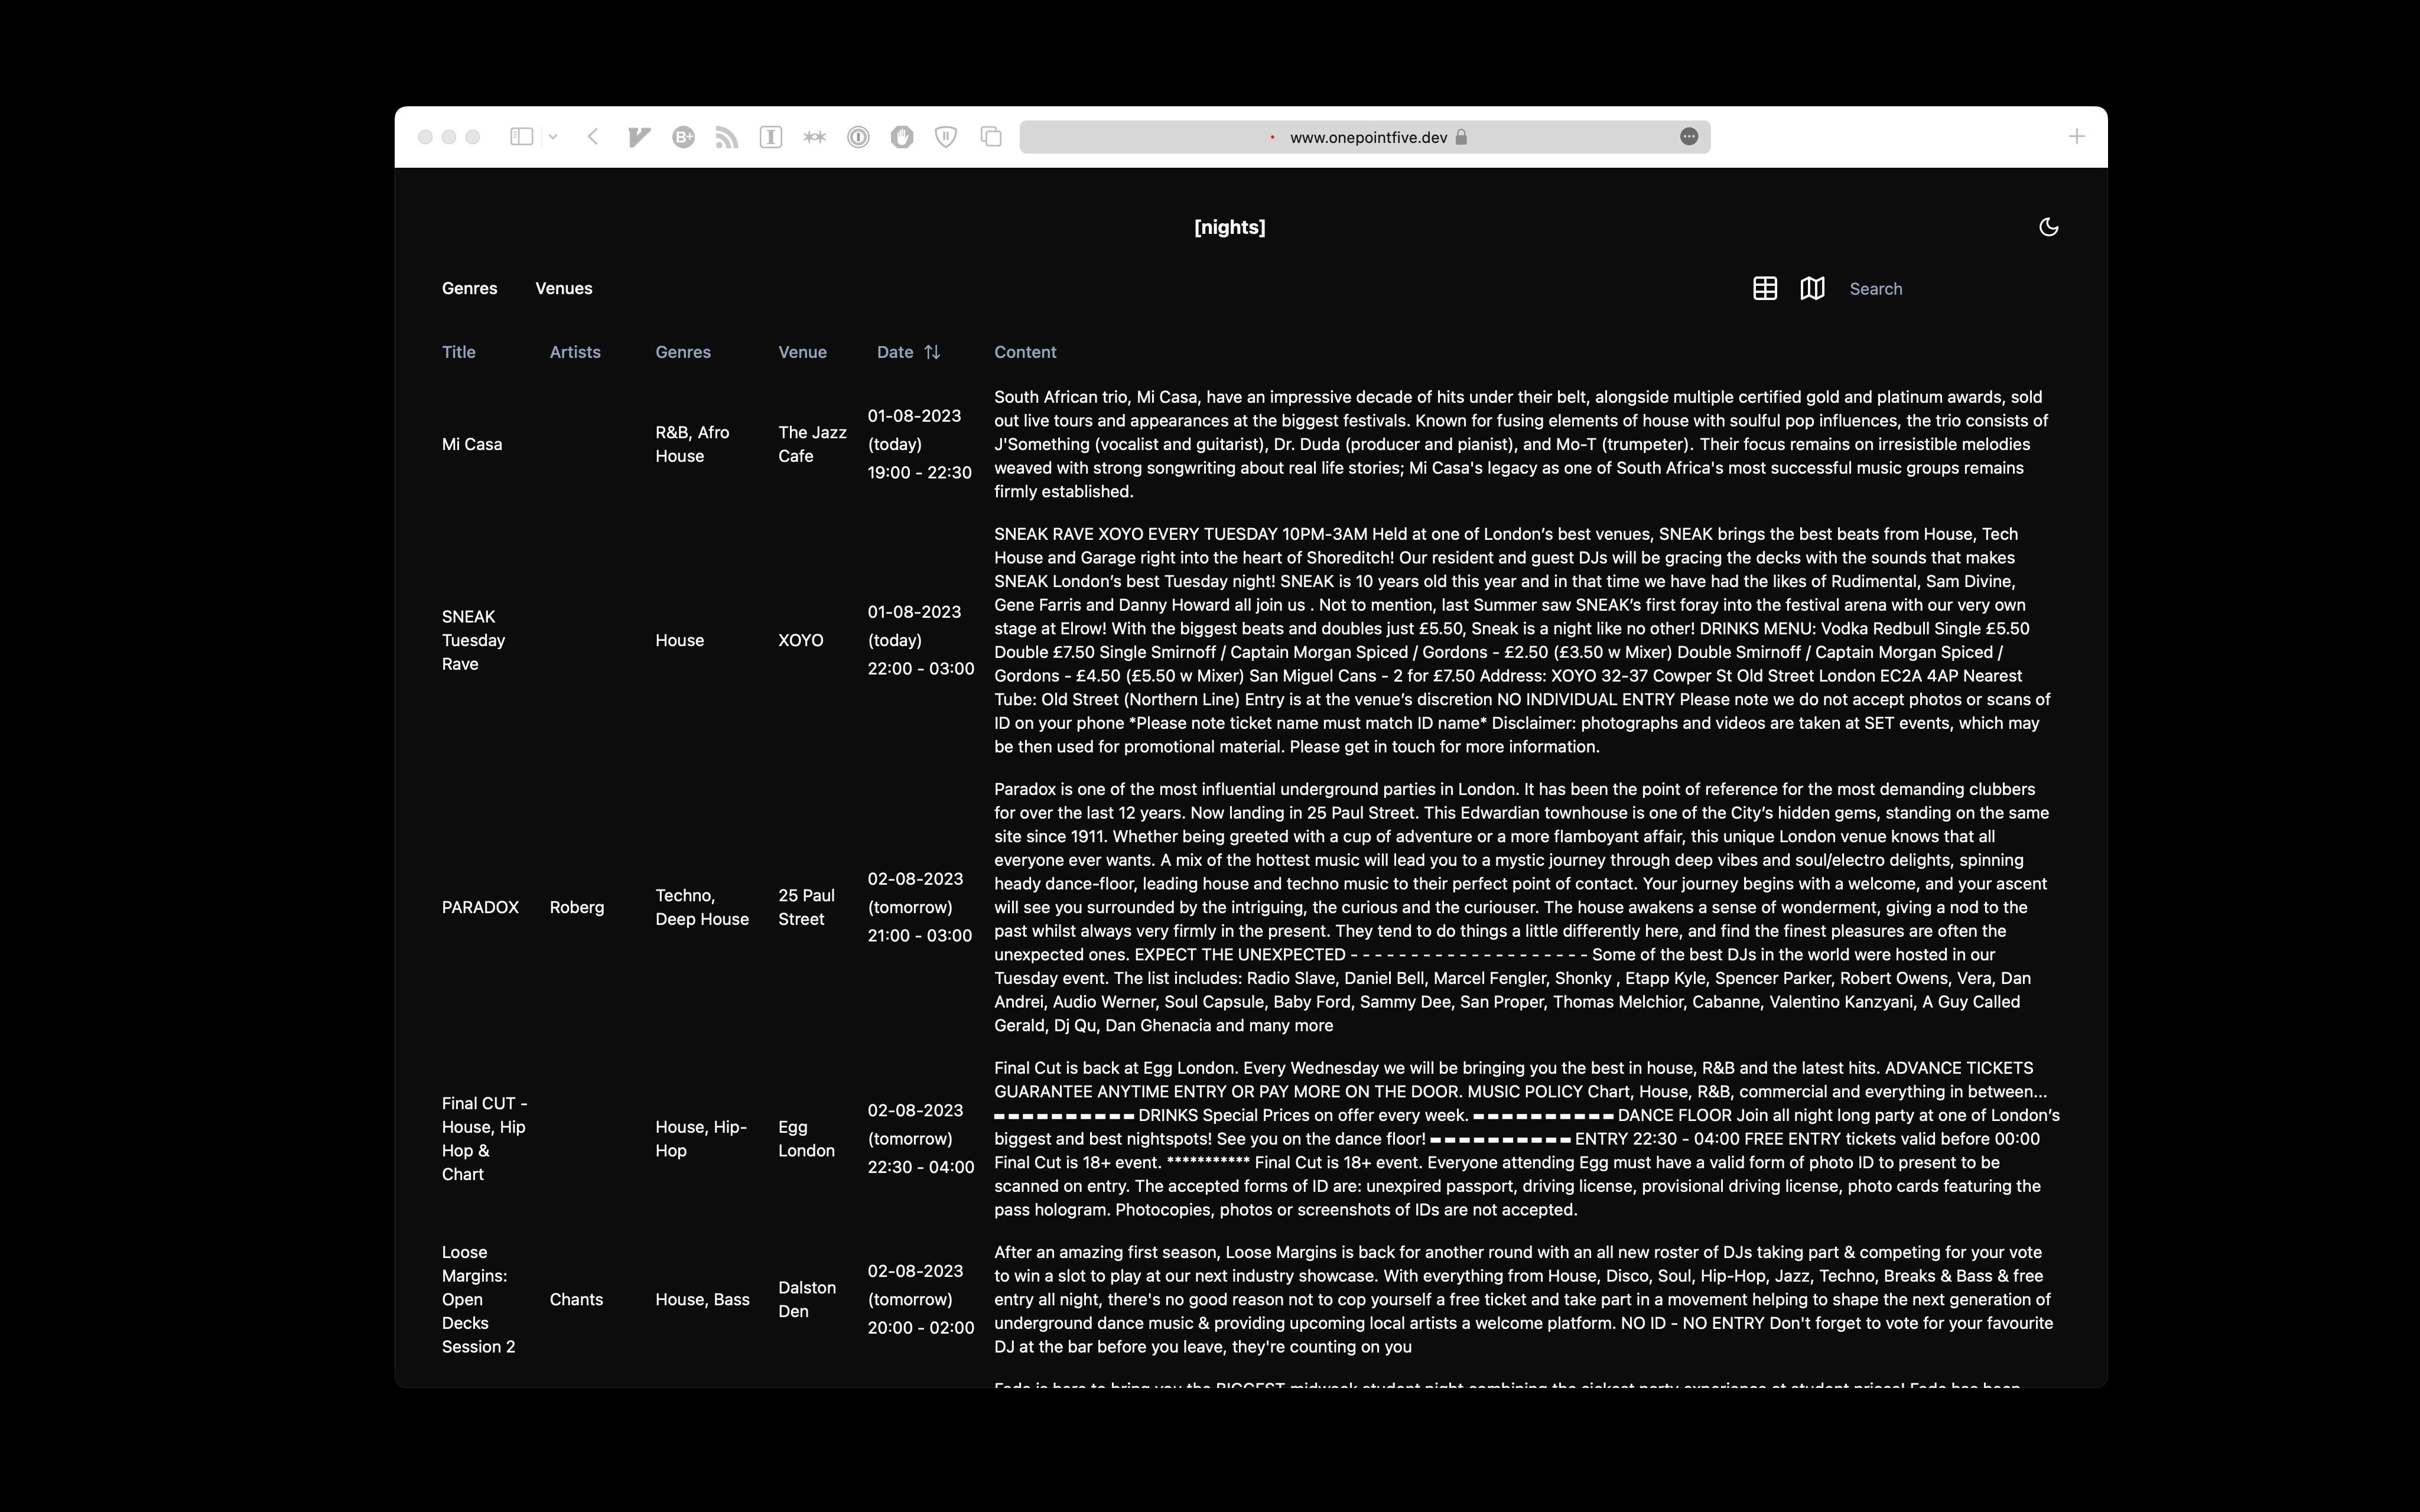 www.onepointfive.dev
[nights]
Genres Venues Search
Title Artists Genres Venue Date Content
Mi Casa
R&B, Afro
House
The Jazz
Cafe
01-08-2023
(today)
19:00 - 22:30
South African trio, Mi Casa, have an impressive decade of hits under their belt, alongside multiple certified gold and platinum awards, sold
out live tours and appearances at the biggest festivals. Known for fusing elements of house with soulful pop influences, the trio consists of
J'Something (vocalist and guitarist), Dr. Duda (producer and pianist), and Mo-T (trumpeter). Their focus remains on irresistible melodies
weaved with strong songwriting about real life stories; Mi Casa's legacy as one of South Africa's most successful music groups remains
firmly established.
SNEAK
Tuesday
Rave
House
XOYO
01-08-2023
(today)
22:00 - 03:00
SNEAK RAVE XOYO EVERY TUESDAY 10PM-3AM Held at one of London’s best venues, SNEAK brings the best beats from House, Tech
House and Garage right into the heart of Shoreditch! Our resident and guest DJs will be gracing the decks with the sounds that makes
SNEAK London’s best Tuesday night! SNEAK is 10 years old this year and in that time we have had the likes of Rudimental, Sam Divine,
Gene Farris and Danny Howard all join us . Not to mention, last Summer saw SNEAK’s first foray into the festival arena with our very own
stage at Elrow! With the biggest beats and doubles just £5.50, Sneak is a night like no other! DRINKS MENU: Vodka Redbull Single £5.50
Double £7.50 Single Smirnoff / Captain Morgan Spiced / Gordons - £2.50 (£3.50 w Mixer) Double Smirnoff / Captain Morgan Spiced /
Gordons - £4.50 (£5.50 w Mixer) San Miguel Cans - 2 for £7.50 Address: XOYO 32-37 Cowper St Old Street London EC2A 4AP Nearest
Tube: Old Street (Northern Line) Entry is at the venue’s discretion NO INDIVIDUAL ENTRY Please note we do not accept photos or scans of
ID on your phone *Please note ticket name must match ID name* Disclaimer: photographs and videos are taken at SET events, which may
be then used for promotional material. Please get in touch for more information.
PARADOX
Roberg
Techno,
Deep House
25 Paul
Street
02-08-2023
(tomorrow)
21:00 - 03:00
Paradox is one of the most influential underground parties in London. It has been the point of reference for the most demanding clubbers
for over the last 12 years. Now landing in 25 Paul Street. This Edwardian townhouse is one of the City’s hidden gems, standing on the same
site since 1911. Whether being greeted with a cup of adventure or a more flamboyant affair, this unique London venue knows that all
everyone ever wants. A mix of the hottest music will lead you to a mystic journey through deep vibes and soul/electro delights, spinning
heady dance-floor, leading house and techno music to their perfect point of contact. Your journey begins with a welcome, and your ascent
will see you surrounded by the intriguing, the curious and the curiouser. The house awakens a sense of wonderment, giving a nod to the
past whilst always very firmly in the present. They tend to do things a little differently here, and find the finest pleasures are often the
unexpected ones. EXPECT THE UNEXPECTED - - - - - - - - - - - - - - - - - - - - Some of the best DJs in the world were hosted in our
Tuesday event. The list includes: Radio Slave, Daniel Bell, Marcel Fengler, Shonky , Etapp Kyle, Spencer Parker, Robert Owens, Vera, Dan
Andrei, Audio Werner, Soul Capsule, Baby Ford, Sammy Dee, San Proper, Thomas Melchior, Cabanne, Valentino Kanzyani, A Guy Called
Gerald, Dj Qu, Dan Ghenacia and many more
Final CUT -
House, Hip
Hop &
Chart
House, Hip-
Hop
Egg
London
02-08-2023
(tomorrow)
22:30 - 04:00
Final Cut is back at Egg London. Every Wednesday we will be bringing you the best in house, R&B and the latest hits. ADVANCE TICKETS
GUARANTEE ANYTIME ENTRY OR PAY MORE ON THE DOOR. MUSIC POLICY Chart, House, R&B, commercial and everything in between...
▬▬▬▬▬▬▬▬▬▬ DRINKS Special Prices on offer every week. ▬▬▬▬▬▬▬▬▬▬ DANCE FLOOR Join all night long party at one of London’s
biggest and best nightspots! See you on the dance floor! ▬▬▬▬▬▬▬▬▬▬ ENTRY 22:30 - 04:00 FREE ENTRY tickets valid before 00:00
Final Cut is 18+ event. *********** Final Cut is 18+ event. Everyone attending Egg must have a valid form of photo ID to present to be
scanned on entry. The accepted forms of ID are: unexpired passport, driving license, provisional driving license, photo cards featuring the
pass hologram. Photocopies, photos or screenshots of IDs are not accepted.
Loose
Margins:
Open
Decks
Session 2
Chants
House, Bass
Dalston
Den
02-08-2023
(tomorrow)
20:00 - 02:00
After an amazing first season, Loose Margins is back for another round with an all new roster of DJs taking part & competing for your vote
to win a slot to play at our next industry showcase. With everything from House, Disco, Soul, Hip-Hop, Jazz, Techno, Breaks & Bass & free
entry all night, there's no good reason not to cop yourself a free ticket and take part in a movement helping to shape the next generation of
underground dance music & providing upcoming local artists a welcome platform. NO ID - NO ENTRY Don't forget to vote for your favourite
DJ at the bar before you leave, they're counting on you